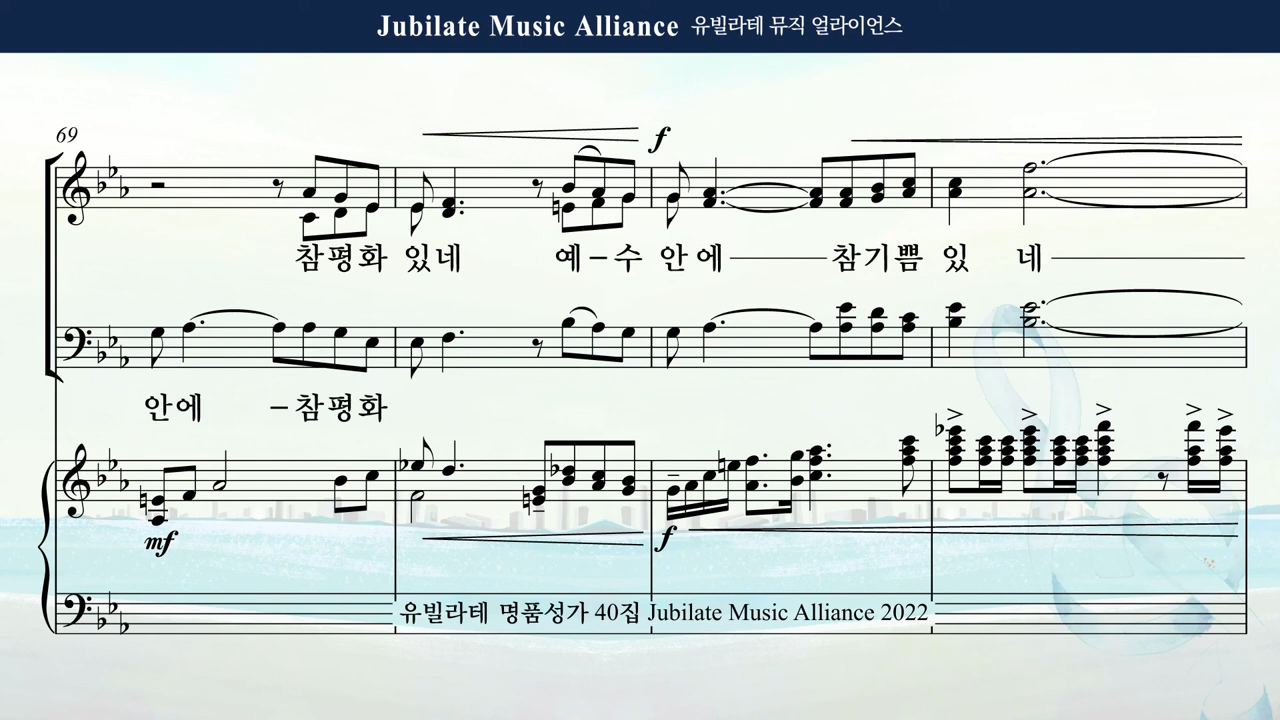 Jubilate Music Alliance 유빌라테 뮤직 얼라이언스
69
f
참평화 있네 예–수 안에 참기쁨 있 네
안에 –참평화
mf
f
유빌라테 명품성가 40집 Jubilate Music Alliance 2022